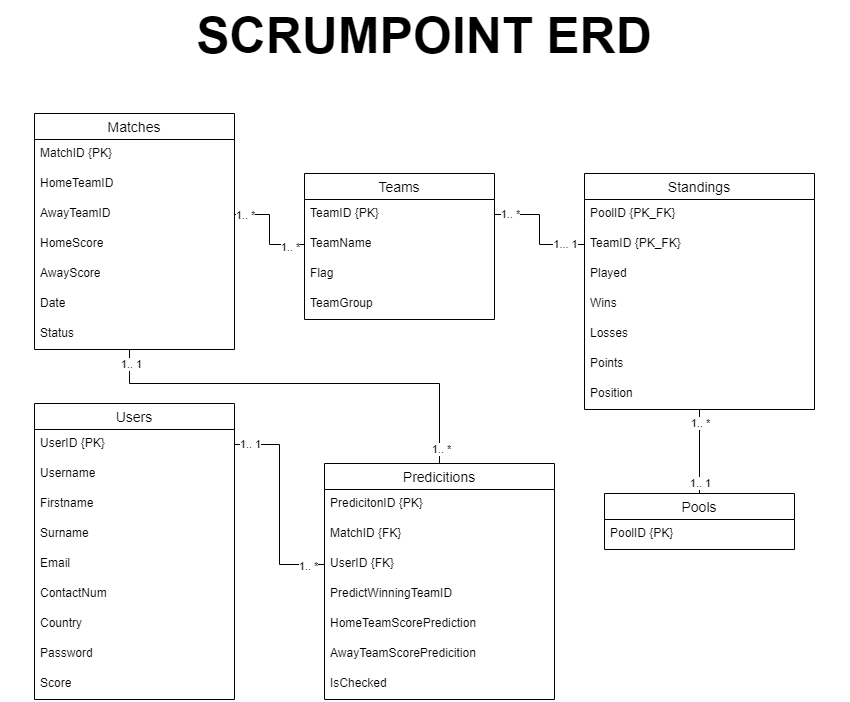 SCRUMPOINT ERD
Matches
MatchID {PK}
HomeTeamID
AwayTeamID
HomeScore
AwayScore
Date
Status
1.. *
1.. *
Teams
TeamID {PK}
TeamName
Flag
TeamGroup
1.. *
1... 1
Standings
PoolID {PK_FK}
TeamID {PK_FK}
Played
Wins
Losses
Points
Position
1.. 1
1.. *
1.. *
1.. 1
Users
UserID {PK}
Username
Firstname
Surname
Email
ContactNum
Country
Password
Score
1.. 1
1.. *
Predicitions
PredicitonID {PK}
MatchID {FK}
UserID {FK}
PredictWinningTeamID
HomeTeamScorePrediction
AwayTeamScorePredicition
IsChecked
Pools
PoolID {PK}